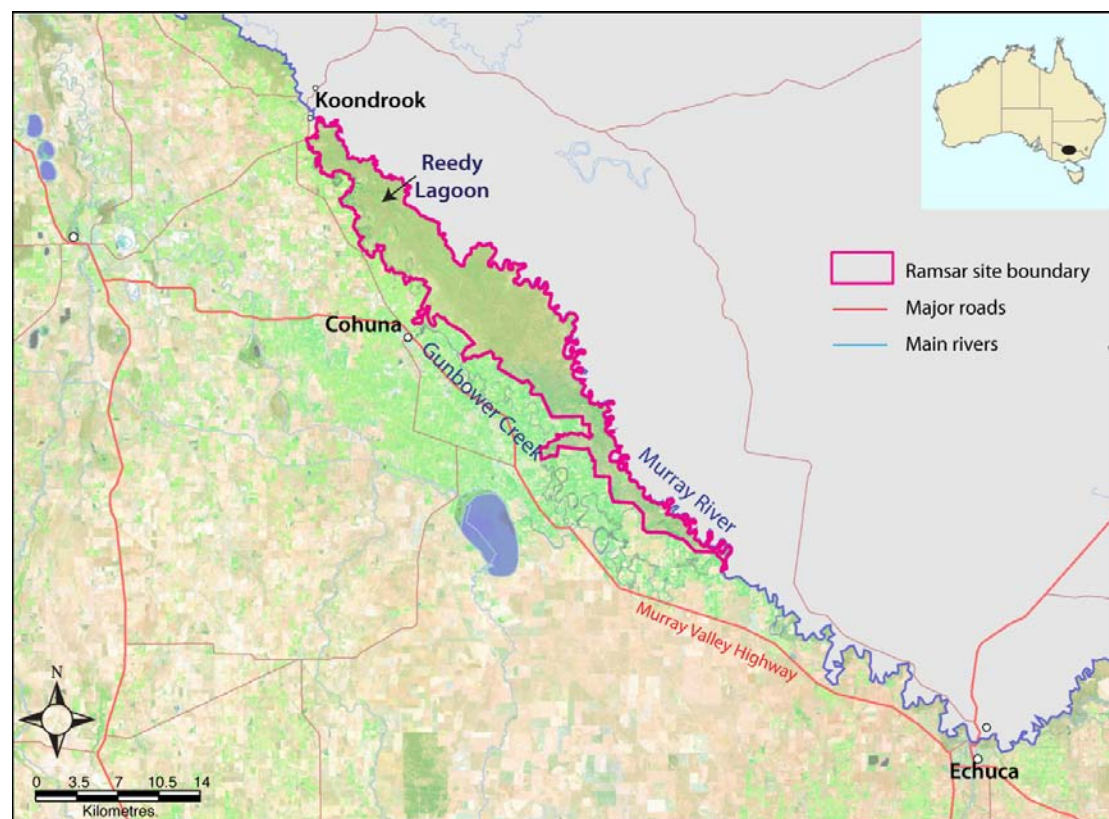 Koondrook
Reedy
Lagoon
Ramsar site boundary
Major roads
Main rivers
Cohuna
Gunbower Creek
Murray River
Murray Valley Highway
N
0 3.5 7 10.5 14
Kilometres
Echuca